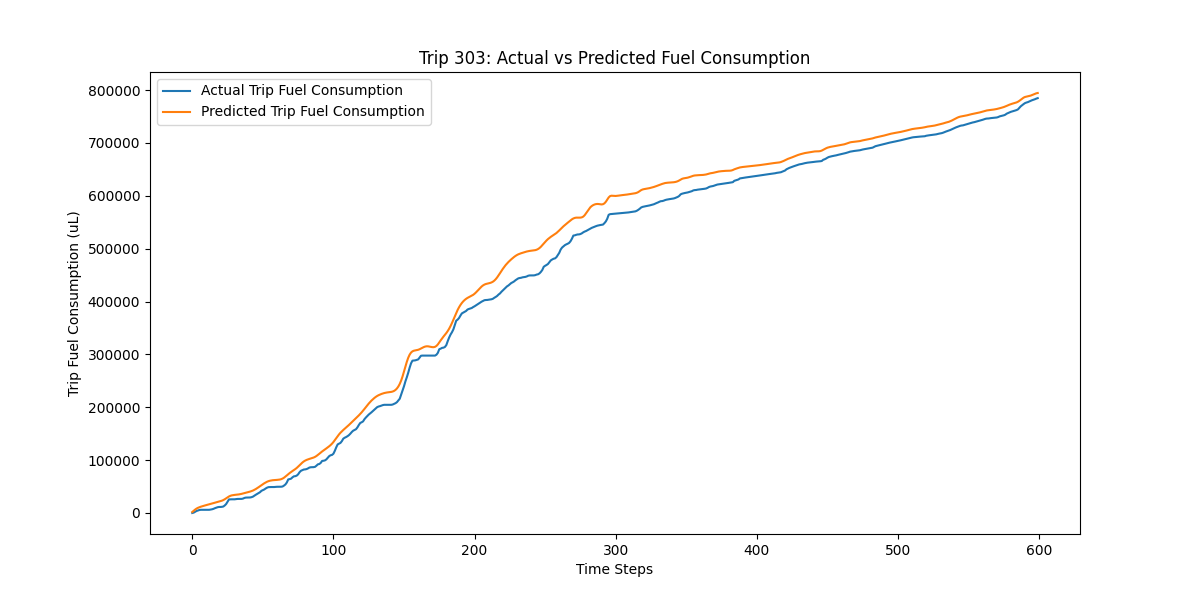 Trip 303: Actual vs Predicted Fuel Consumption
Actual Trip Fuel Consumption
Predicted Trip Fuel Consumption
Trip Fuel Consumption (uL)
800000
700000
600000
500000
400000
300000
200000
100000
0
0 100 200 300 400 500 600
Time Steps